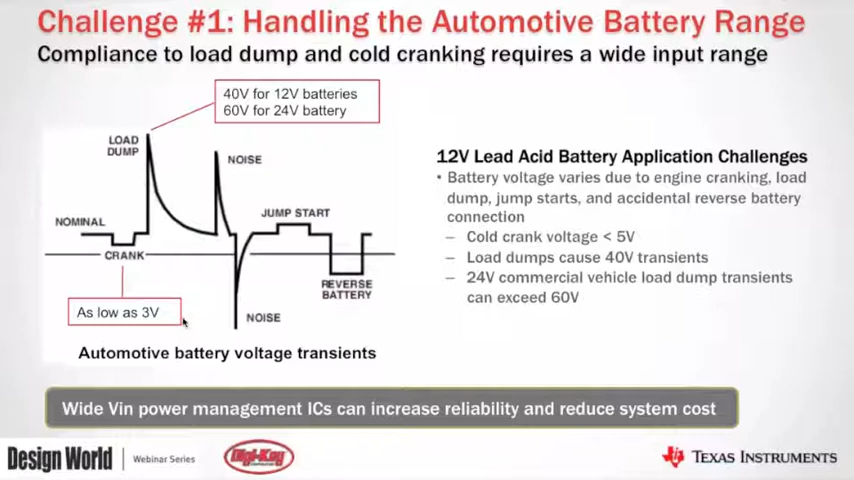 Challenge #1: Handling the Automotive Battery Range
Compliance to load dump and cold cranking requires a wide input range
40V for 12V batteries
60V for 24V battery
LOAD
DUMP
NOISE
NOMINAL
JUMP START
CRANK
REVERSE
BATTERY
As low as 3V
NOISE
Automotive battery voltage transients
12V Lead Acid Battery Application Challenges
• Battery voltage varies due to engine cranking, load
dump, jump starts, and accidental reverse battery
connection
– Cold crank voltage < 5V
– Load dumps cause 40V transients
– 24V commercial vehicle load dump transients
can exceed 60V
Wide Vin power management ICs can increase reliability and reduce system cost
Design World
Webinar Series
Digi-Key
TEXAS INSTRUMENTS